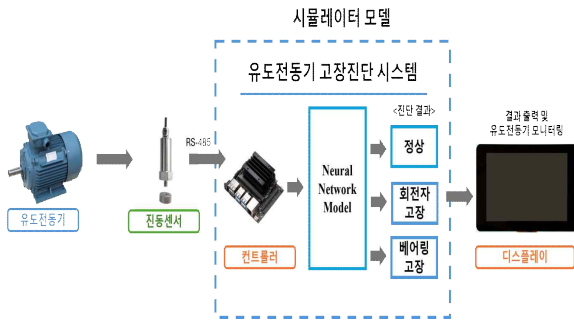 시뮬레이터 모델
유도전동기 고장진단 시스템
<진단 결과>
결과 출력 및
유도전동기 모니터링
RS-485
Neural
Network
Model
정상
회전자
고장
베어링
고장
유도전동기
진동센서
컨트롤러
디스플레이